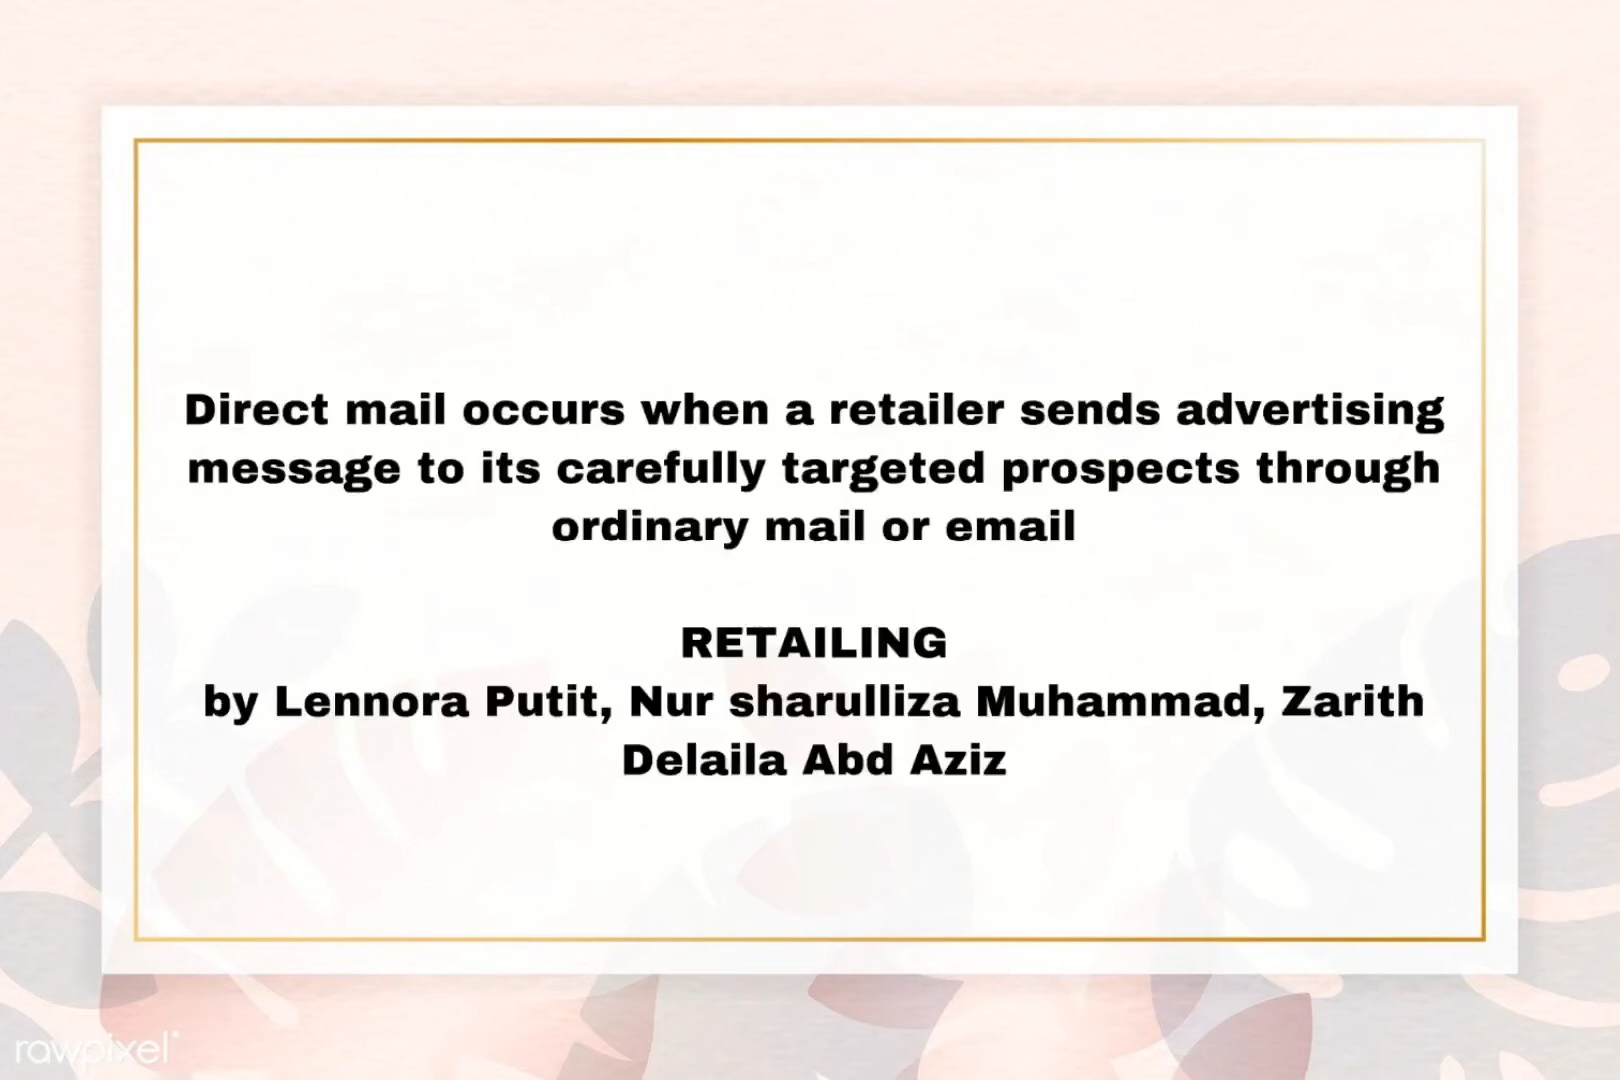 Direct mail occurs when a retailer sends advertising
message to its carefully targeted prospects through
ordinary mail or email
RETAILING
by Lennora Putit, Nur sharulliza Muhammad, Zarith
Delaila Abd Aziz
rawpixel